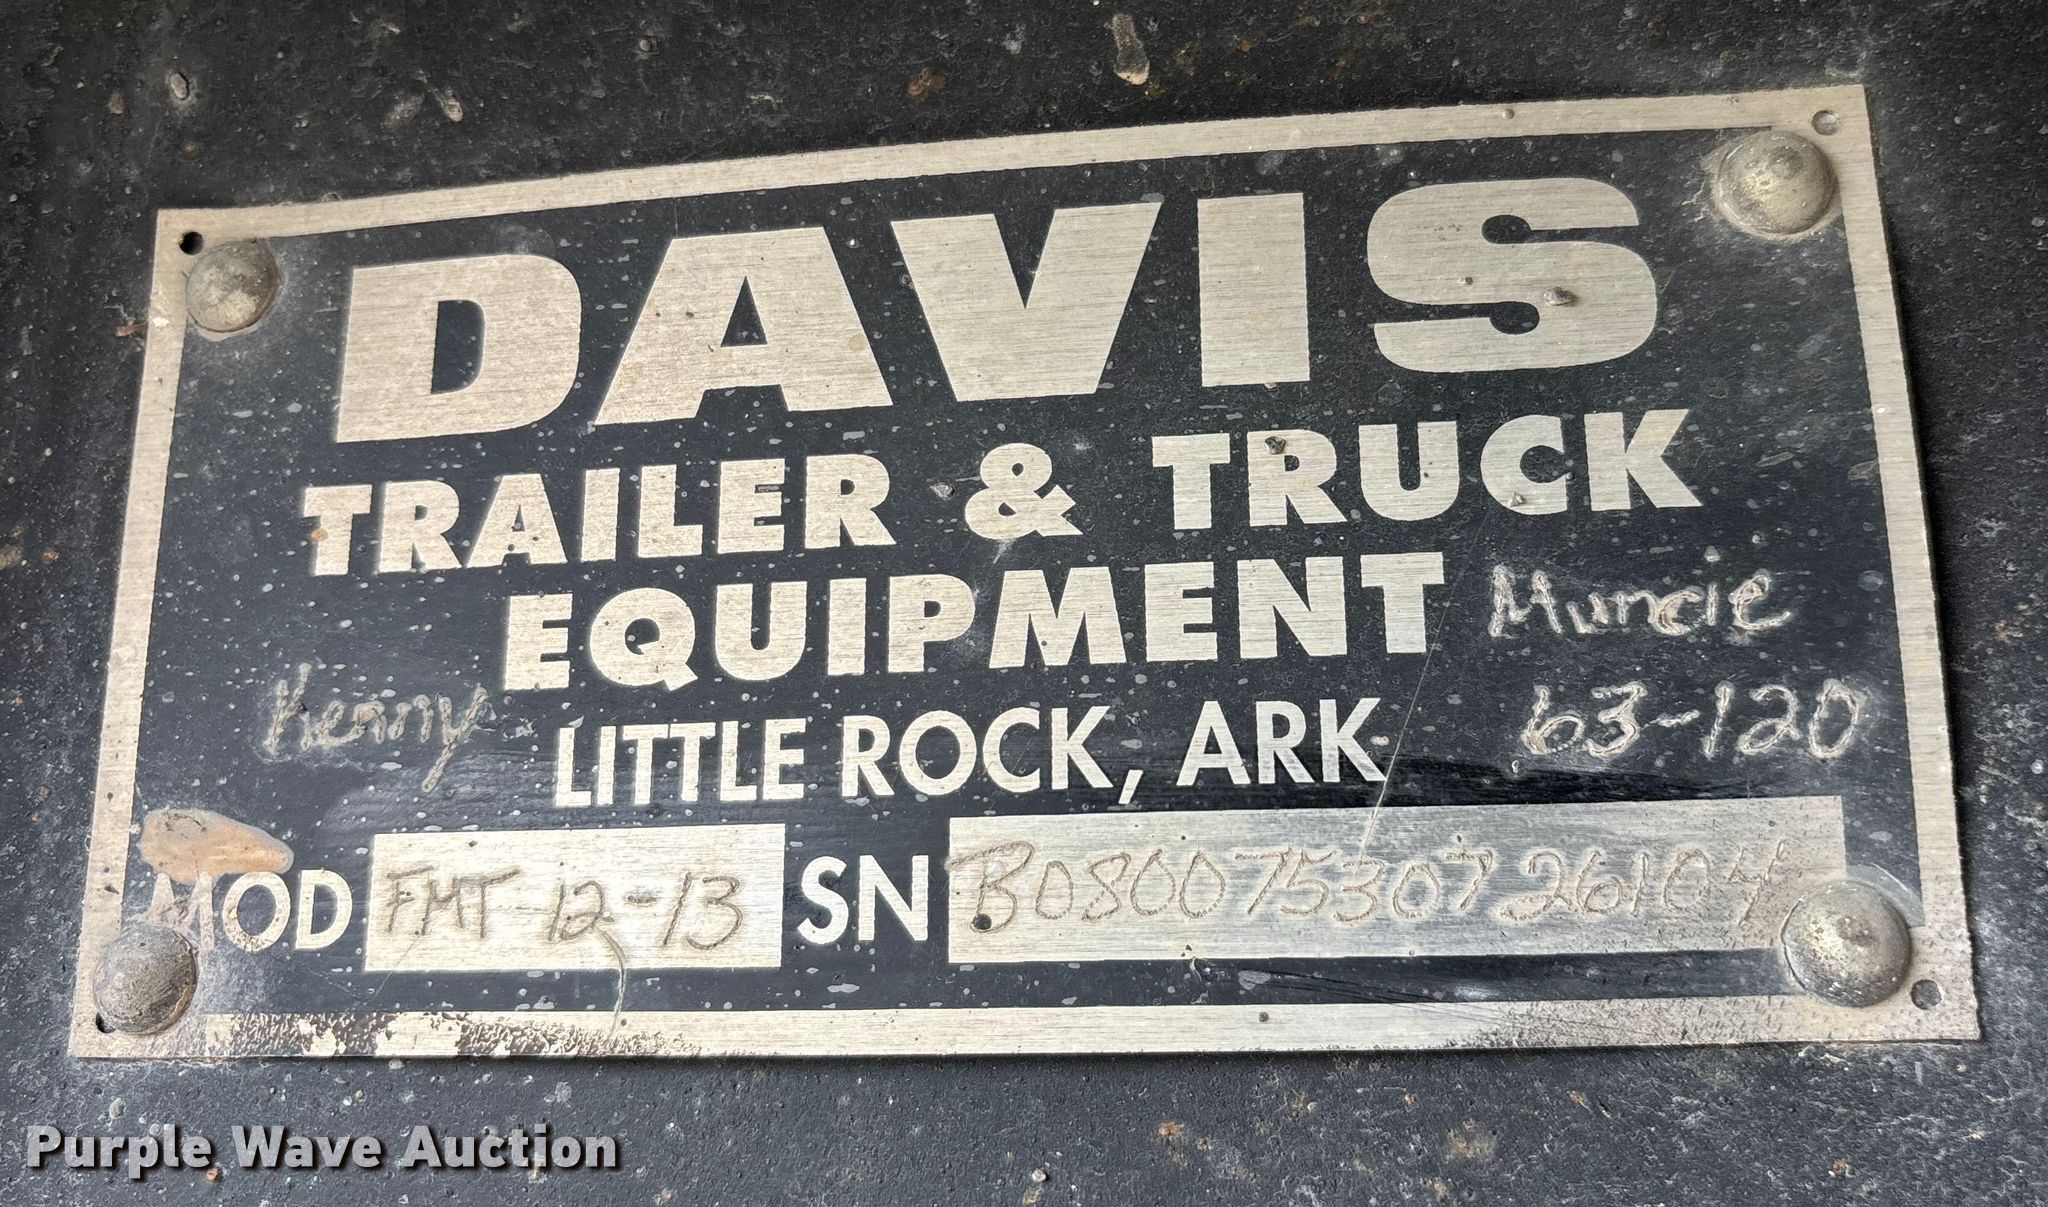 DAVIS
TRAILER & TRUCK
EQUIPMENT
Muncie
Kenny
LITTLE ROCK, ARK
63-120
MOD FMT-12-13 SN B08007530726104
Purple Wave Auction